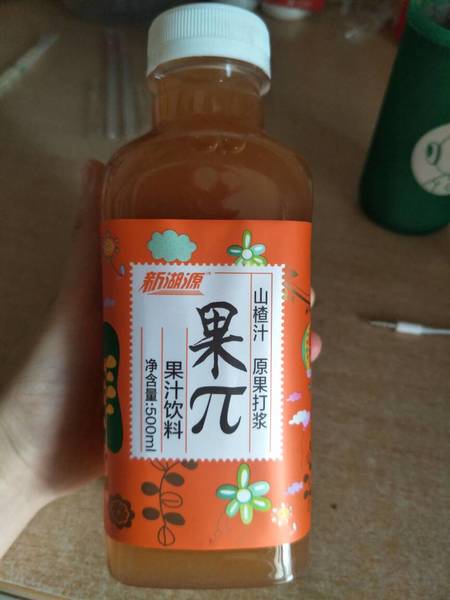 新湖源
山楂汁 原果打浆
果π
果汁饮料
净含量:500ml